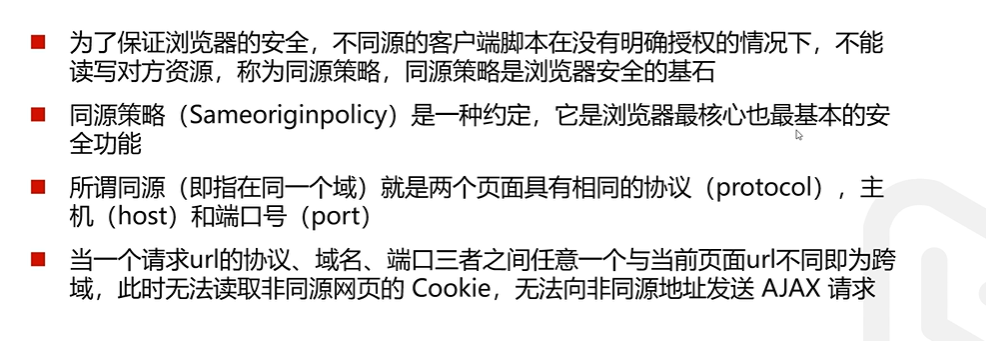 为了保证浏览器的安全，不同源的客户端脚本在没有明确授权的情况下，不能
读写对方资源，称为同源策略，同源策略是浏览器安全的基石
同源策略（Sameoriginpolicy）是一种约定，它是浏览器最核心也最基本的安
全功能
所谓同源（即指在同一个域）就是两个页面具有相同的协议（protocol），主
机（host）和端口号（port）
当一个请求url的协议、域名、端口三者之间任意一个与当前页面url不同即为跨
域，此时无法读取非同源网页的 Cookie，无法向非同源地址发送 AJAX 请求